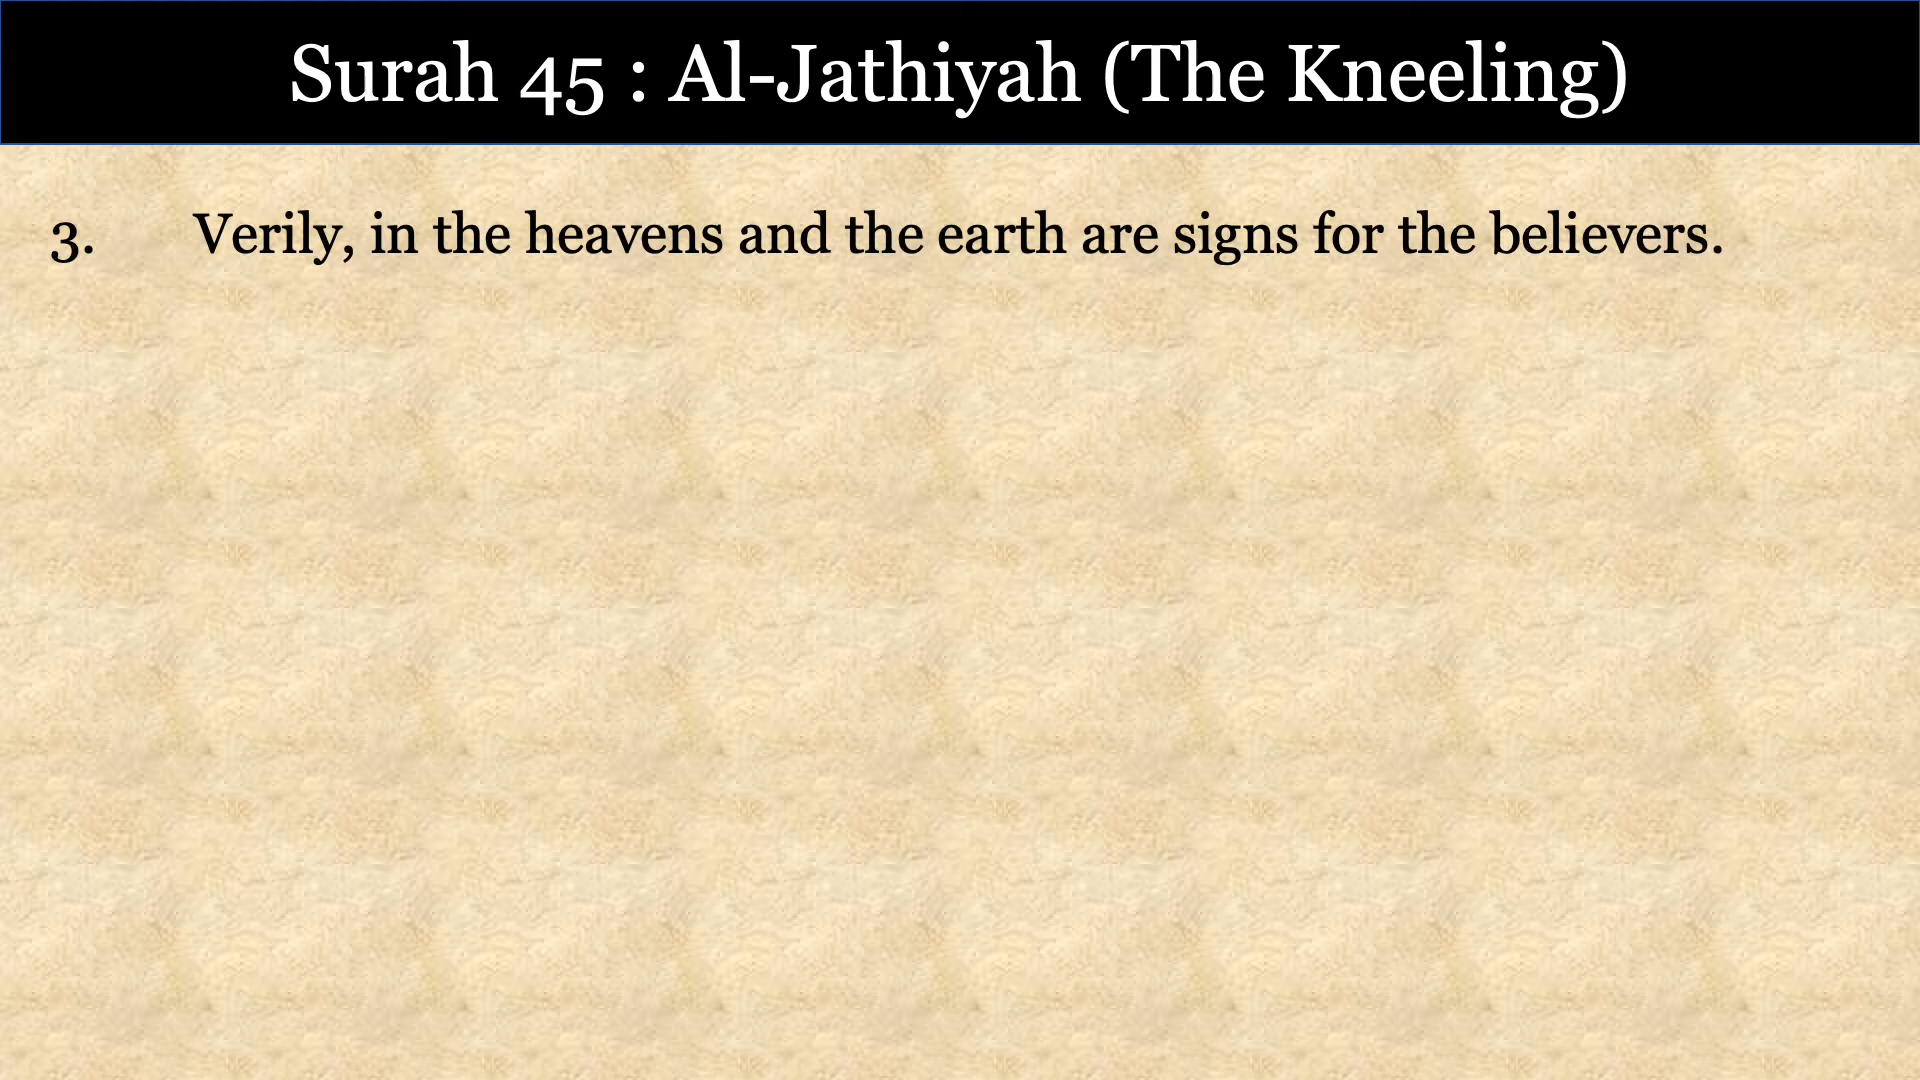 Surah 45 : Al-Jathiyah (The Kneeling)
3. Verily, in the heavens and the earth are signs for the believers.